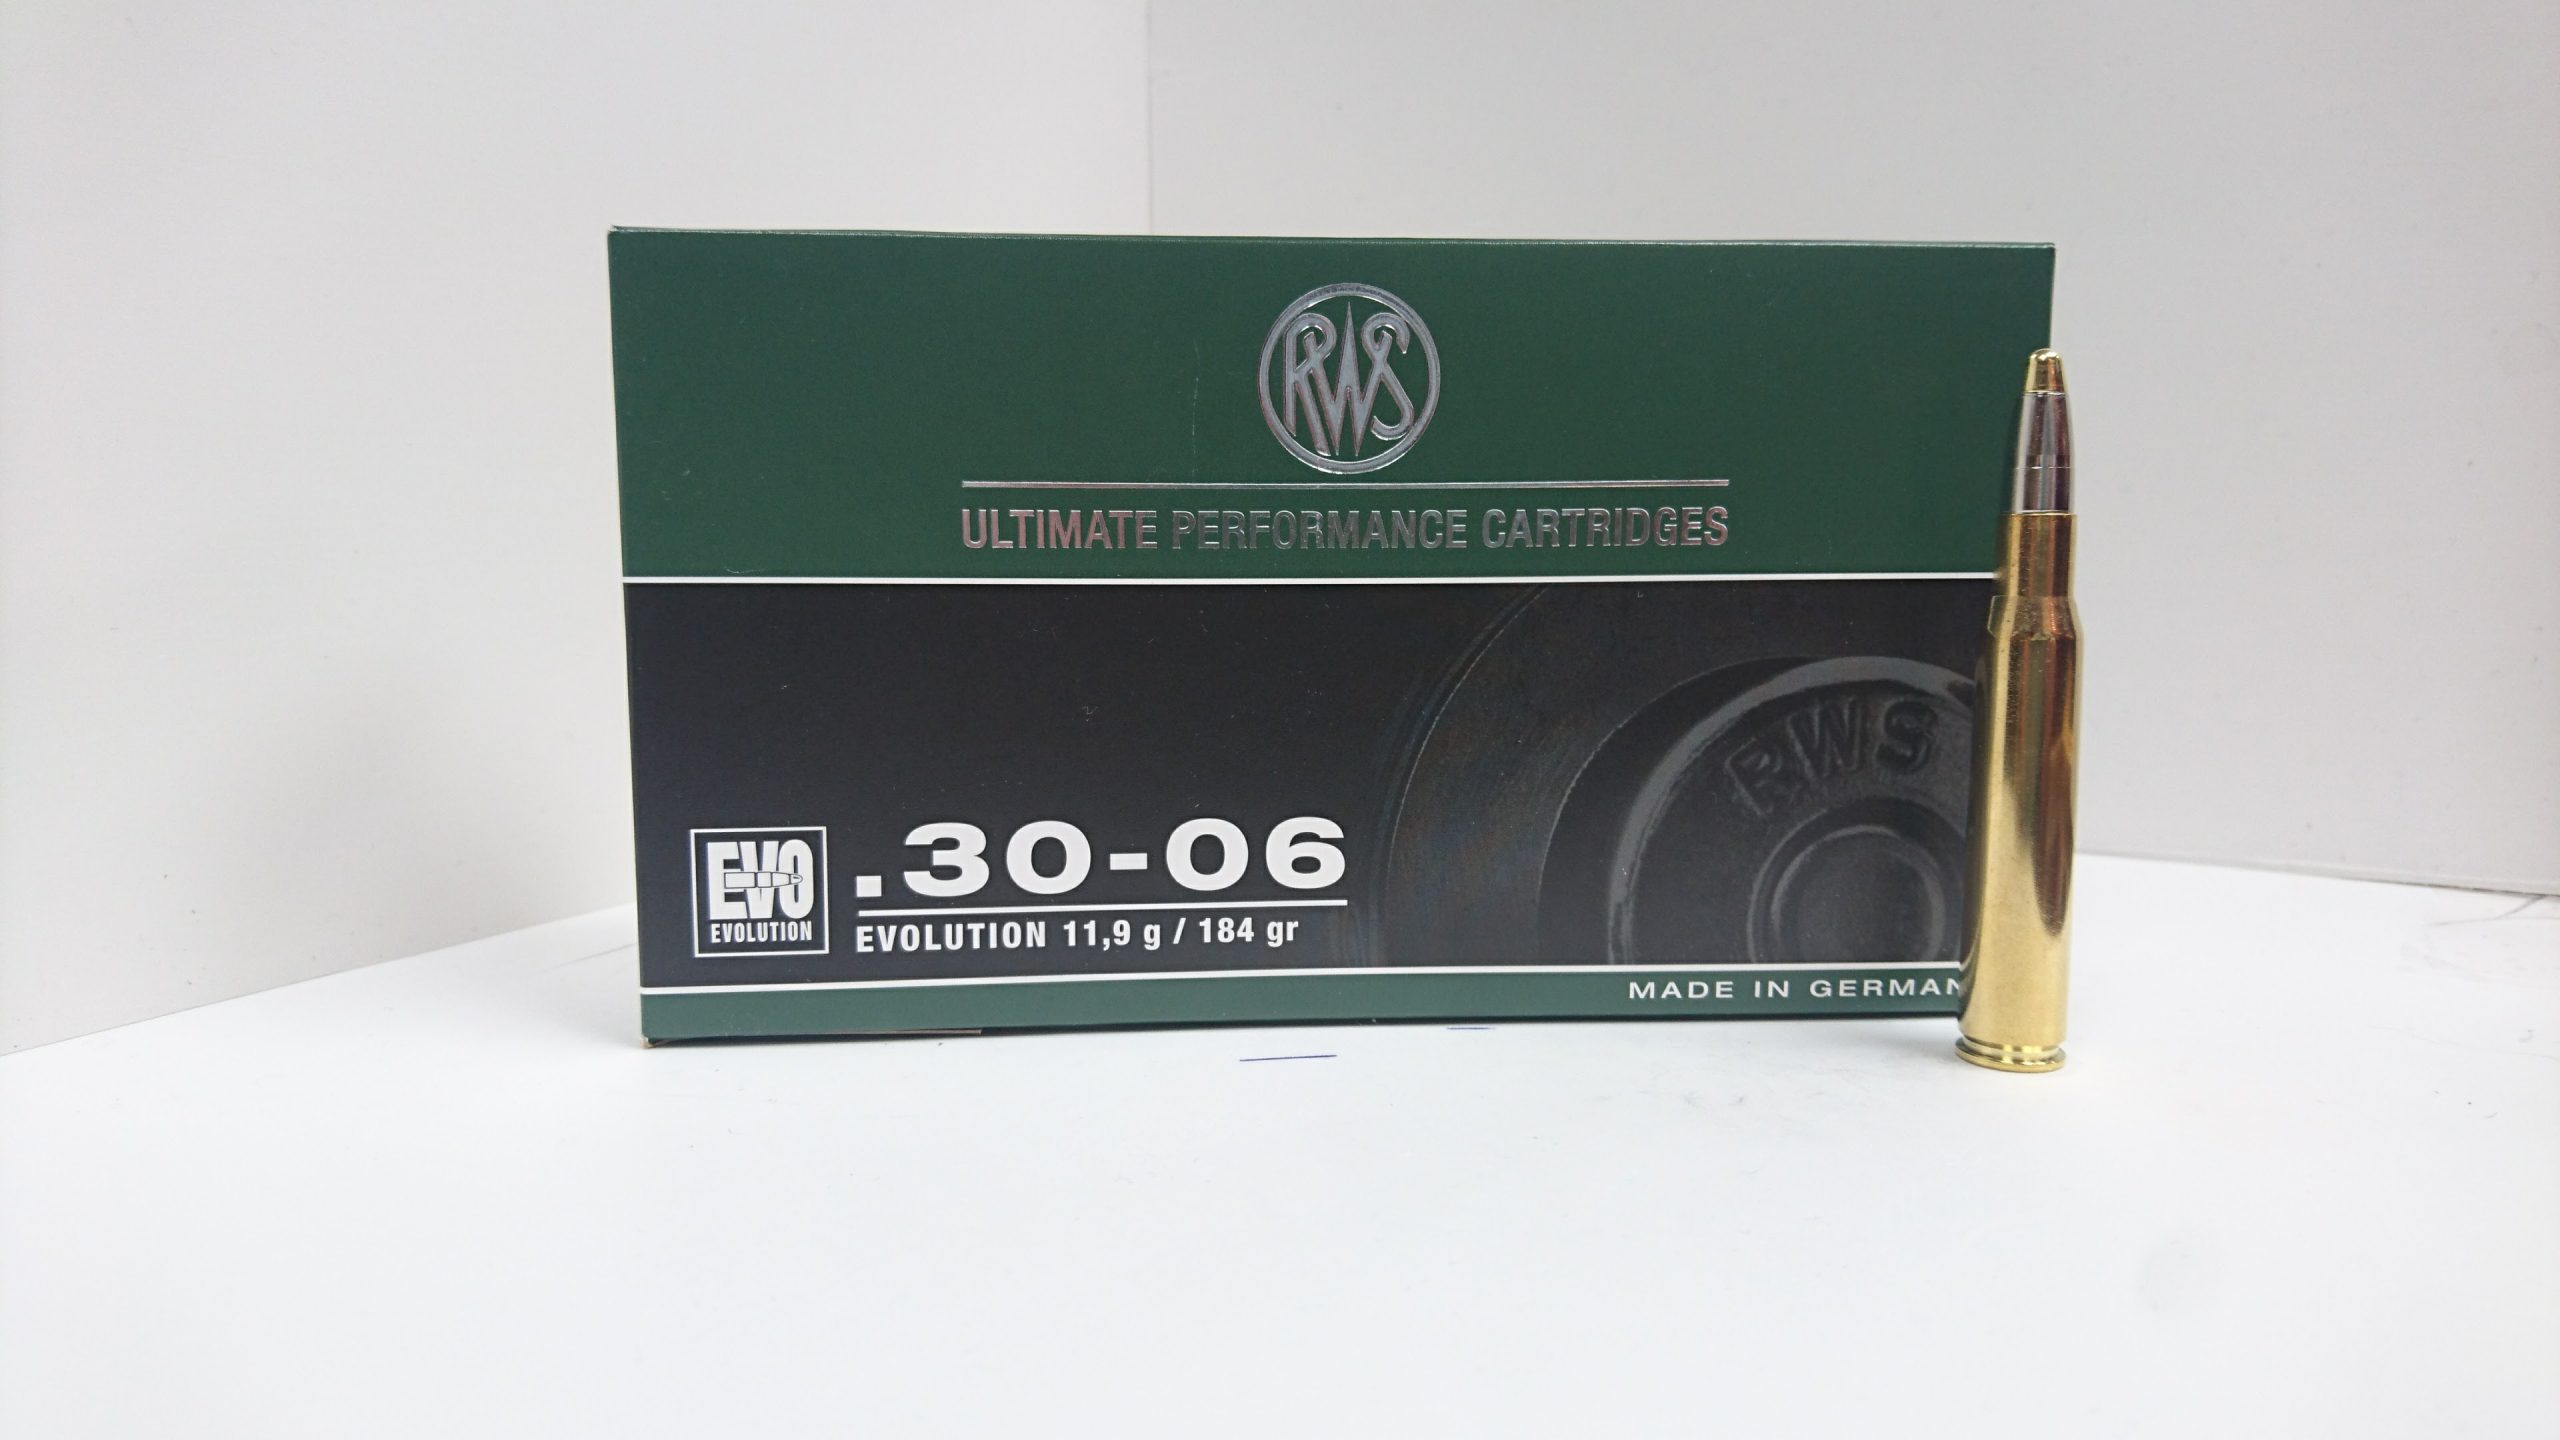 RWS
ULTIMATE PERFORMANCE CARTRIDGES
RWS
EVO
EVOLUTION
.30-06
EVOLUTION 11,9 g / 184 gr
MADE IN GERMAN